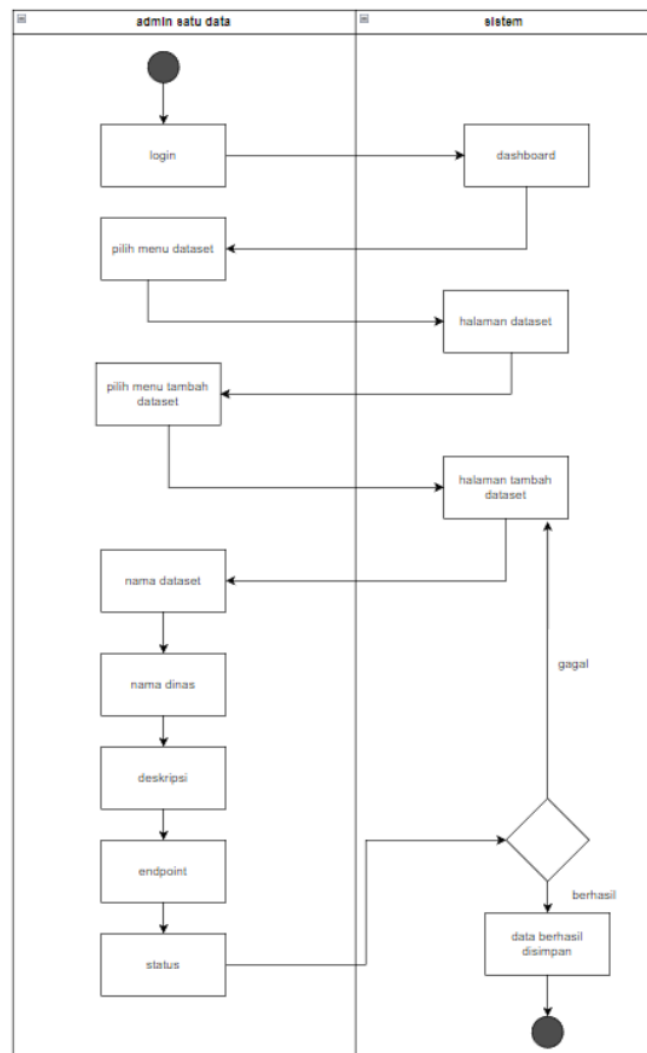 admin satu data
sistem
login
dashboard
pilih menu dataset
halaman dataset
pilih menu tambah
dataset
halaman tambah
dataset
nama dataset
gagal
nama dinas
deskripsi
endpoint
berhasil
status
data berhasil
disimpan